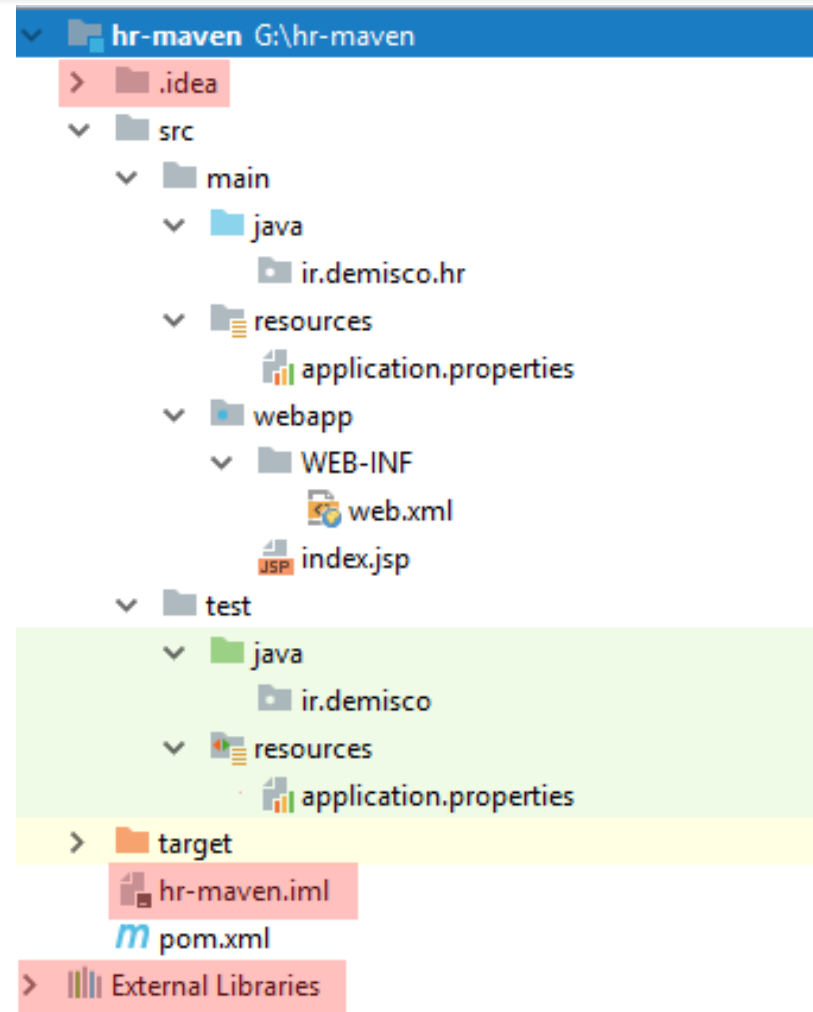 hr-maven G:\hr-maven
.idea
src
main
java
ir.demisco.hr
resources
application.properties
webapp
WEB-INF
web.xml
JSP index.jsp
test
java
ir.demisco
resources
application.properties
target
hr-maven.iml
m pom.xml
External Libraries